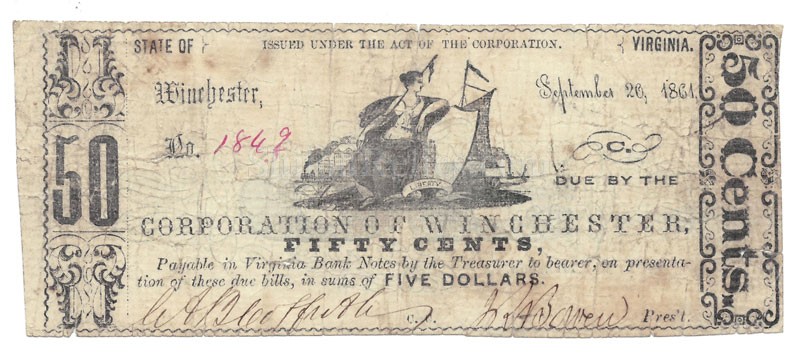 STATE OF
ISSUED UNDER THE ACT OF THE CORPORATION.
VIRGINIA.
Winchester,
September 20, 1861.
No. 1849
50
C.
DUE BY THE
LIBERTY
CORPORATION OF WINCHESTER,
FIFTY CENTS,
Payable in Virginia Bank Notes by the Treasurer to bearer, on presenta-
tion of these due bills, in sums of FIVE DOLLARS.
C. C.
Pres't.
50 Cents